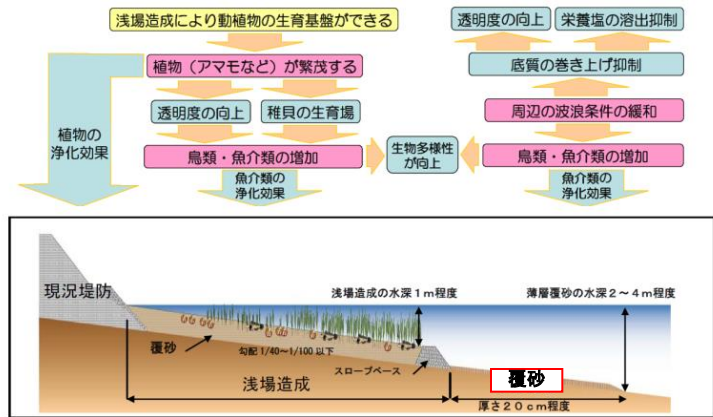 浅場造成により動植物の生育基盤ができる
植物（アマモなど）が繁茂する
透明度の向上
稚貝の生育場
植物の
浄化効果
鳥類・魚介類の増加
魚介類の
浄化効果
生物多様性
が向上
透明度の向上
栄養塩の溶出抑制
底質の巻き上げ抑制
周辺の波浪条件の緩和
鳥類・魚介類の増加
魚介類の
浄化効果
現況堤防
浅場造成の水深1m程度
薄層覆砂の水深2～4m程度
覆砂
勾配 1/40～1/100 以下
スロープベース
浅場造成
覆砂
厚さ20cm程度